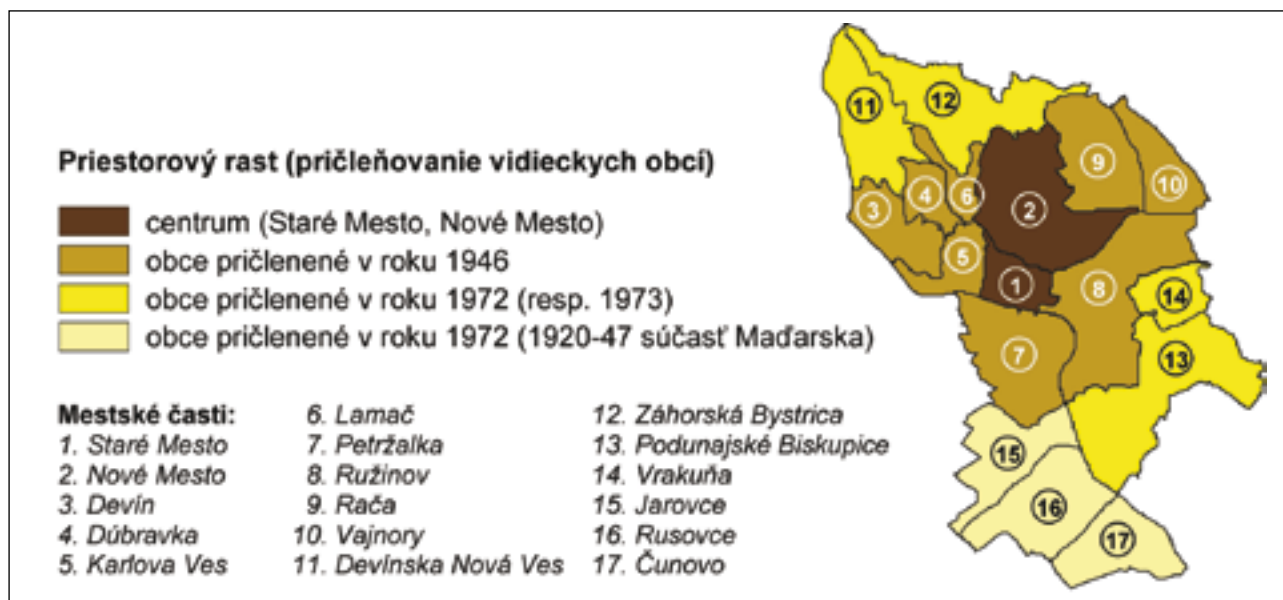 Priestorový rast (pričleňovanie vidieckych obcí)
centrum (Staré Mesto, Nové Mesto)
obce pričlenené v roku 1946
obce pričlenené v roku 1972 (resp. 1973)
obce pričlenené v roku 1972 (1920-47 súčasť Maďarska)
Mestské časti:
1. Staré Mesto
2. Nové Mesto
3. Devín
4. Dúbravka
5. Karlova Ves
6. Lamač
7. Petržalka
8. Ružinov
9. Rača
10. Vajnory
11. Devínska Nová Ves
12. Záhorská Bystrica
13. Podunajské Biskupice
14. Vrakuňa
15. Jarovce
16. Rusovce
17. Čunovo
11
12
9
10
4
6
3
2
5
1
8
14
7
13
15
16
17